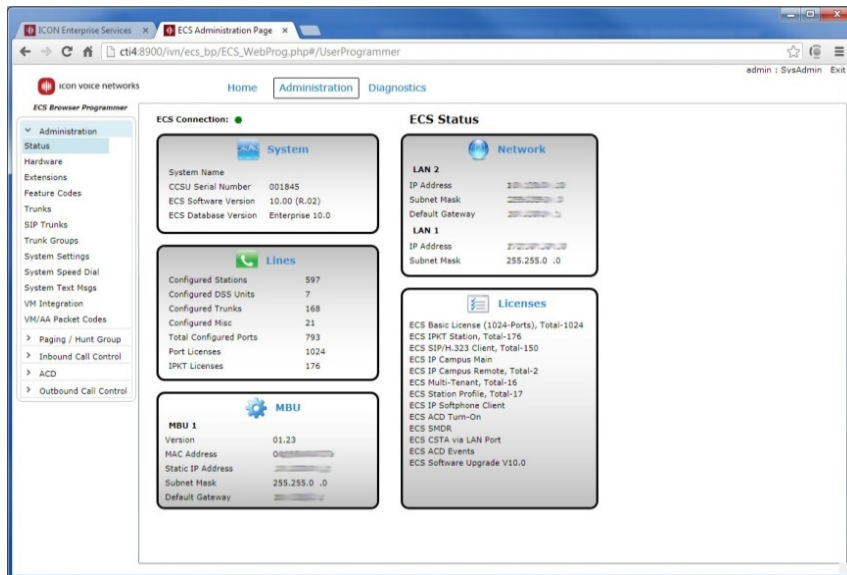 ICON Enterprise Services
ECS Administration Page
cti4:8900/ivn/ecs_bp/ECS_WebProg.php#/UserProgrammer
admin : SysAdmin Exit
icon voice networks
Home Administration Diagnostics
ECS Browser Programmer
Administration
Status
Hardware
Extensions
Feature Codes
Trunks
SIP Trunks
Trunk Groups
System Settings
System Speed Dial
System Text Msgs
VM Integration
VM/AA Packet Codes
Paging / Hunt Group
Inbound Call Control
ACD
Outbound Call Control
ECS Connection:
ECS Status
System
System Name
CCSU Serial Number 001845
ECS Software Version 10.00 (R.02)
ECS Database Version Enterprise 10.0
Lines
Configured Stations 597
Configured DSS Units 7
Configured Trunks 168
Configured Misc 21
Total Configured Ports 793
Port Licenses 1024
IPKT Licenses 176
MBU
MBU 1
Version 01.23
MAC Address
Static IP Address
Subnet Mask 255.255.0 .0
Default Gateway
Network
LAN 2
IP Address
Subnet Mask
Default Gateway
LAN 1
IP Address
Subnet Mask 255.255.0 .0
Licenses
ECS Basic License (1024-Ports), Total-1024
ECS IPKT Station, Total-176
ECS SIP/H.323 Client, Total-150
ECS IP Campus Main
ECS IP Campus Remote, Total-2
ECS Multi-Tenant, Total-16
ECS Station Profile, Total-17
ECS IP Softphone Client
ECS ACD Turn-On
ECS SMDR
ECS CSTA via LAN Port
ECS ACD Events
ECS Software Upgrade V10.0